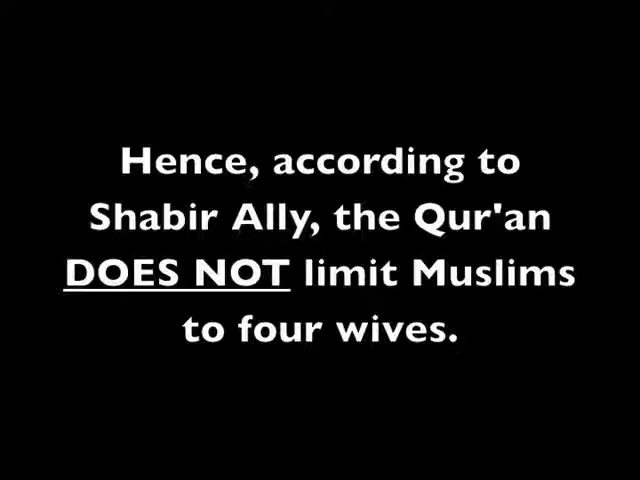 Hence, according to
Shabir Ally, the Qur'an
DOES NOT limit Muslims
to four wives.